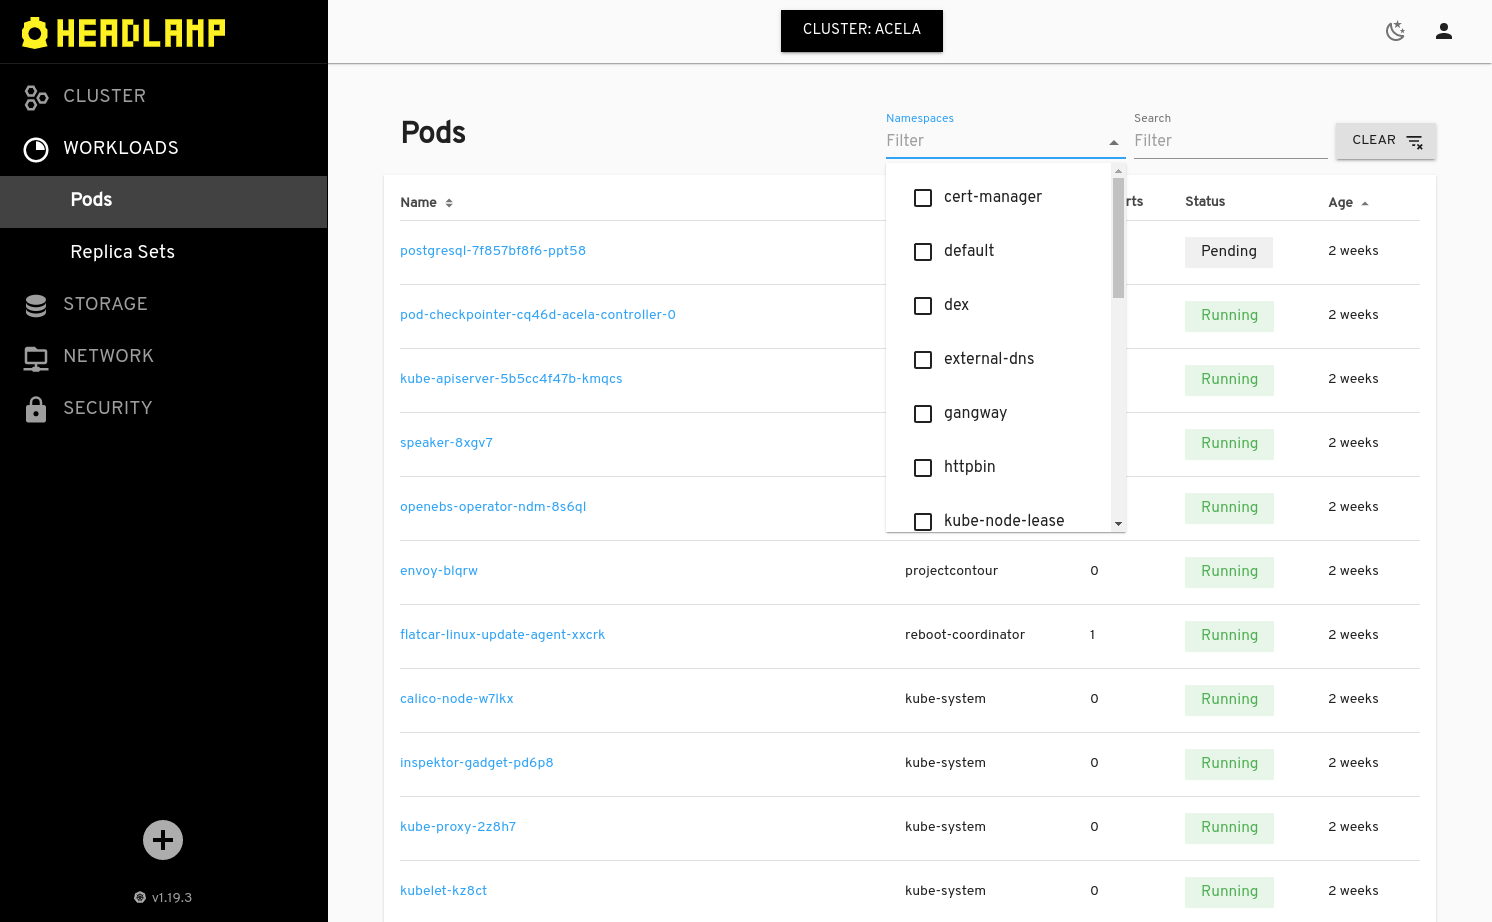 HEADLAMP
CLUSTER: ACELA
CLUSTER
WORKLOADS
Pods
Replica Sets
STORAGE
NETWORK
SECURITY
v1.19.3
Pods
Namespaces
Filter
Search
Filter
CLEAR
cert-manager
default
dex
external-dns
gangway
httpbin
kube-node-lease
Name rts Status Age
postgresql-7f857bf8f6-ppt58 Pending 2 weeks
pod-checkpointer-cq46d-acela-controller-0 Running 2 weeks
kube-apiserver-5b5cc4f47b-kmqcs Running 2 weeks
speaker-8xgv7 Running 2 weeks
openebs-operator-ndm-8s6ql Running 2 weeks
envoy-blqrw projectcontour 0 Running 2 weeks
flatcar-linux-update-agent-xxcrk reboot-coordinator 1 Running 2 weeks
calico-node-w7lkx kube-system 0 Running 2 weeks
inspektor-gadget-pd6p8 kube-system 0 Running 2 weeks
kube-proxy-2z8h7 kube-system 0 Running 2 weeks
kubelet-kz8ct kube-system 0 Running 2 weeks